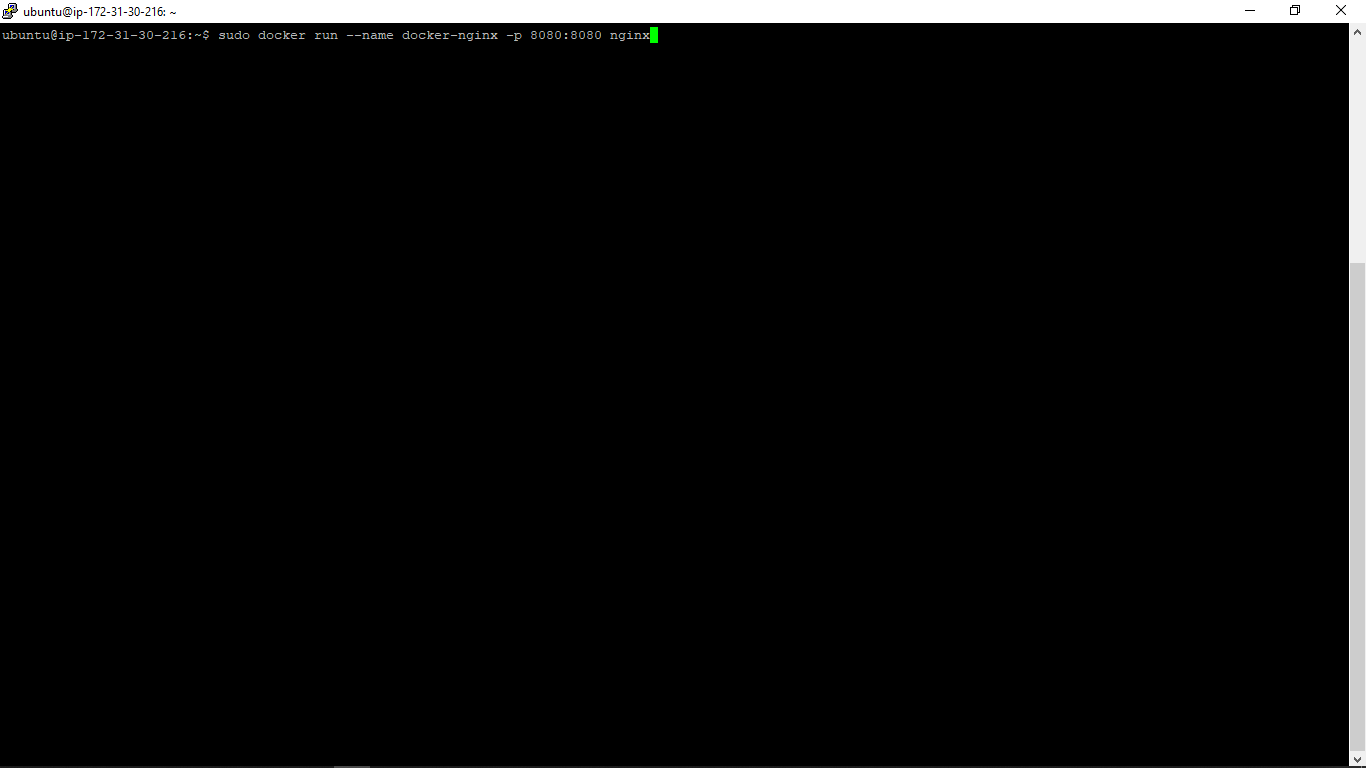 ubuntu@ip-172-31-30-216: ~
ubuntu@ip-172-31-30-216:~$ sudo docker run --name docker-nginx -p 8080:8080 nginx